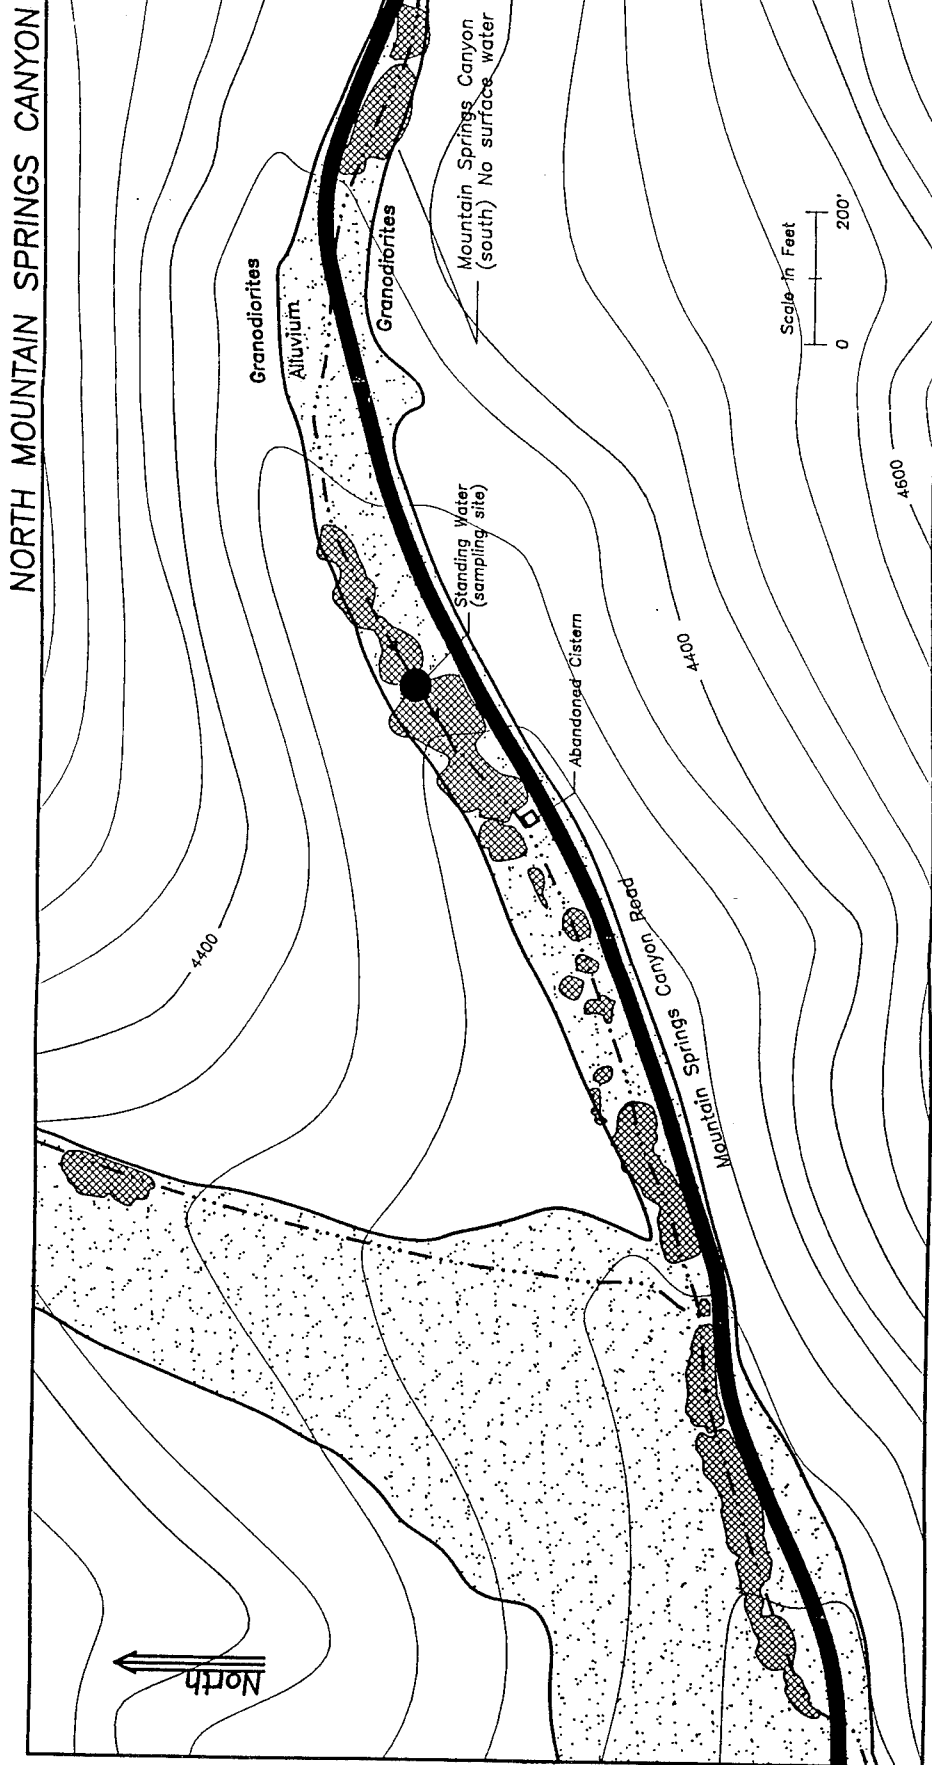 NORTH MOUNTAIN SPRINGS CANYON
Granodiorites
Alluvium
Granodiorites
Mountain Springs Canyon
(south) No surface water
Scale in Feet
0
200'
Standing Water
(sampling site)
Abandoned Cistern
4600
4400
4400
Mountain Springs Canyon Road
North